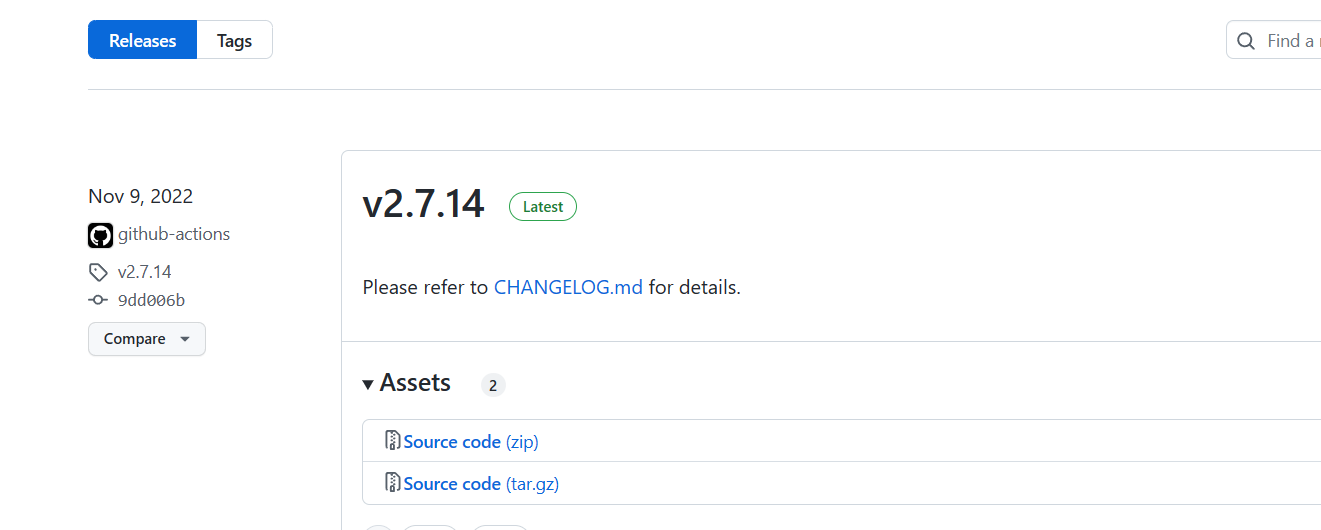 Releases Tags
Find a
Nov 9, 2022
github-actions
v2.7.14
9dd006b
Compare
v2.7.14 Latest
Please refer to CHANGELOG.md for details.
Assets 2
Source code (zip)
Source code (tar.gz)